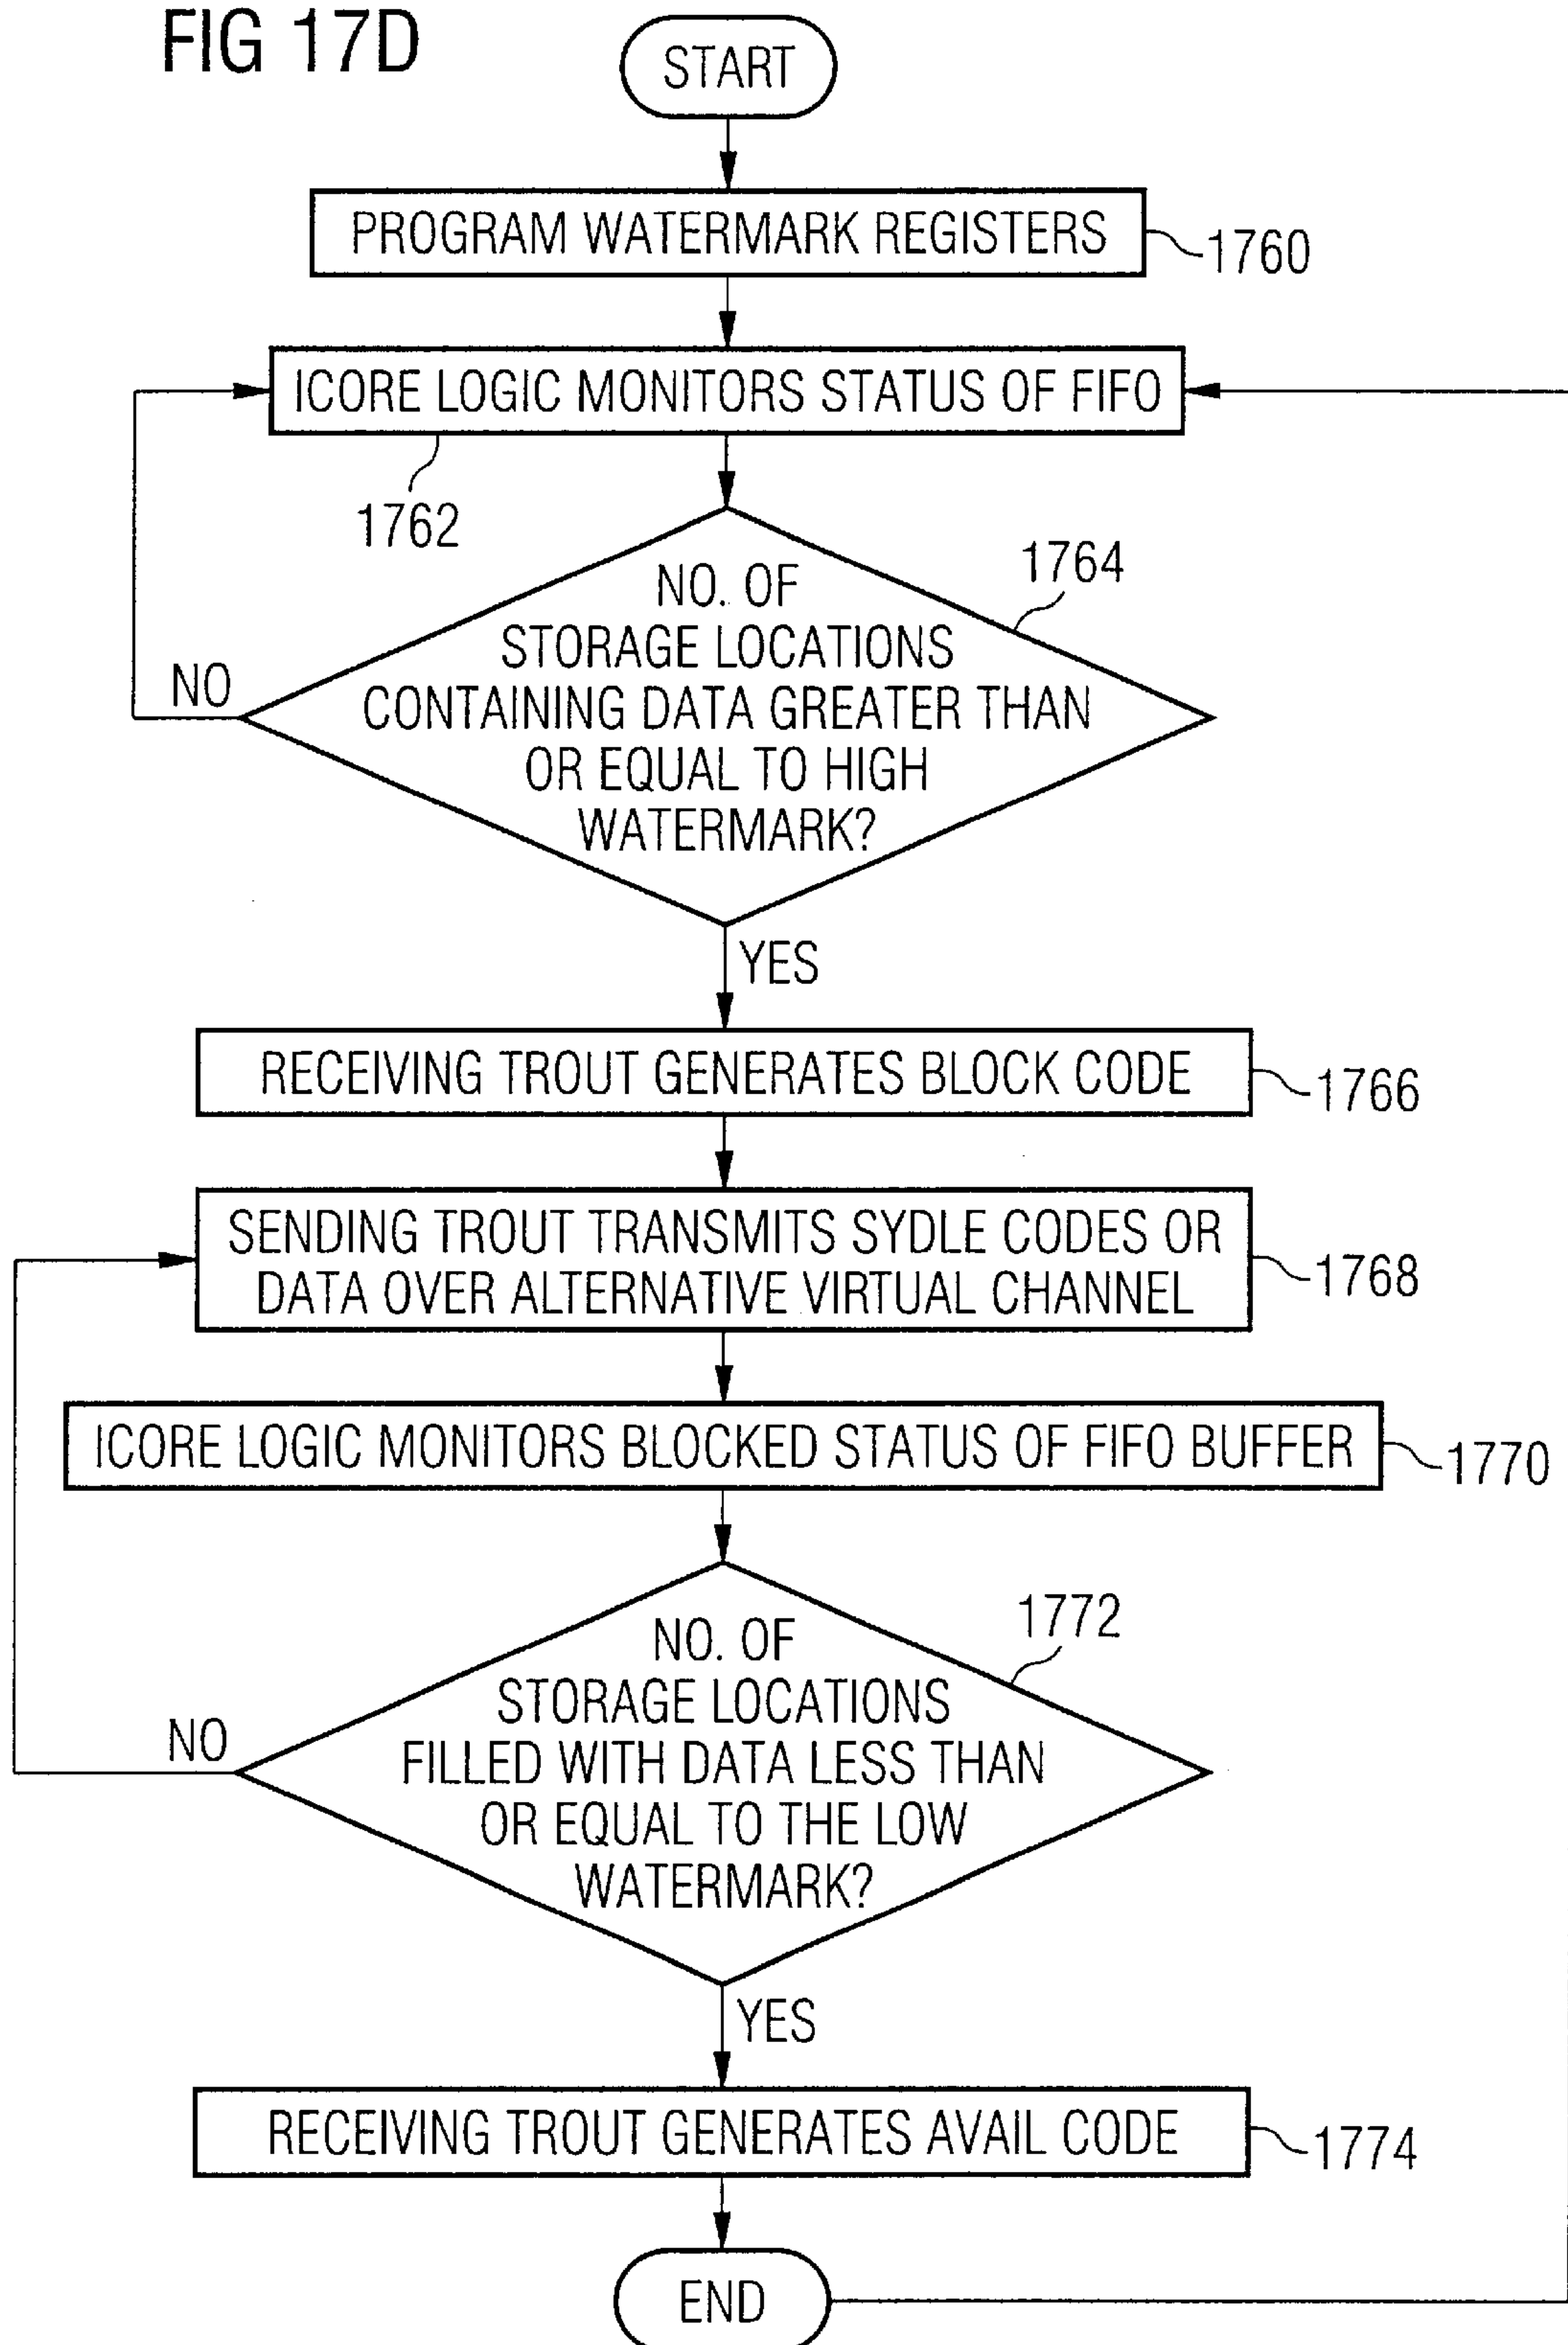 FIG 17D
START
PROGRAM WATERMARK REGISTERS
1760
ICORE LOGIC MONITORS STATUS OF FIFO
1762
1764
NO. OF
STORAGE LOCATIONS
CONTAINING DATA GREATER THAN
OR EQUAL TO HIGH
WATERMARK?
NO
YES
RECEIVING TROUT GENERATES BLOCK CODE
1766
SENDING TROUT TRANSMITS SYDLE CODES OR
DATA OVER ALTERNATIVE VIRTUAL CHANNEL
1768
ICORE LOGIC MONITORS BLOCKED STATUS OF FIFO BUFFER
1770
1772
NO. OF
STORAGE LOCATIONS
FILLED WITH DATA LESS THAN
OR EQUAL TO THE LOW
WATERMARK?
NO
YES
RECEIVING TROUT GENERATES AVAIL CODE
1774
END